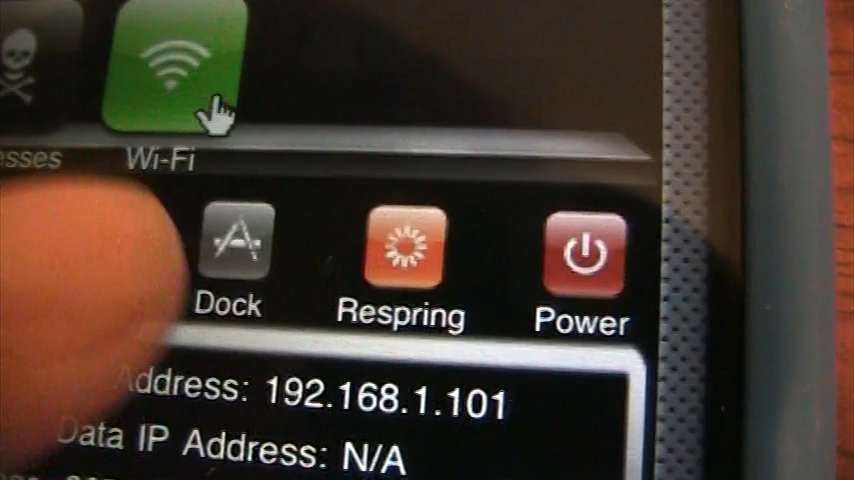 Wi-Fi
Dock
Respring
Power
Address: 192.168.1.101
Data IP Address: N/A